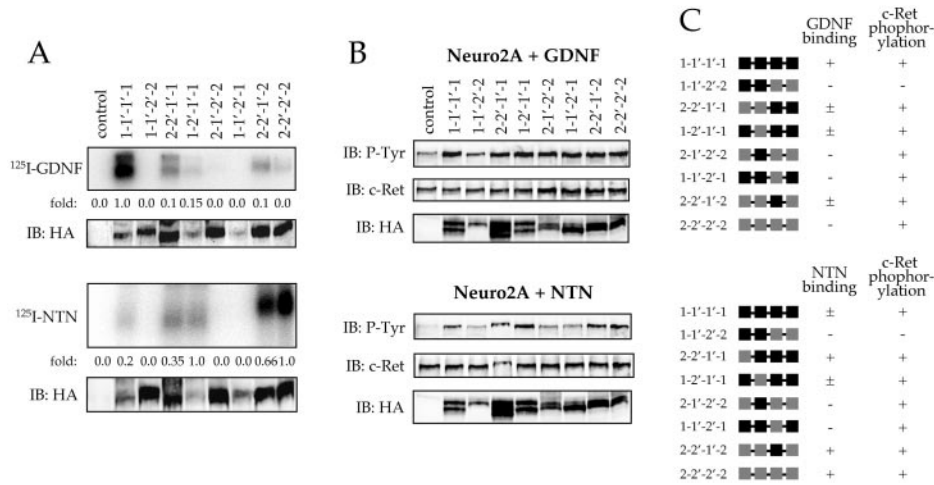 A
control
1-1'-1'-1
1-1'-2'-2
2-2'-1'-1
1-2'-1'-1
2-1'-2'-2
1-1'-2'-1
2-2'-1'-2
2-2'-2'-2
125I-GDNF
fold: 0.0 1.0 0.0 0.1 0.15 0.0 0.0 0.1 0.0
IB: HA
125I-NTN
fold: 0.0 0.2 0.0 0.35 1.0 0.0 0.0 0.66 1.0
IB: HA
B
Neuro2A + GDNF
control
1-1'-1'-1
1-1'-2'-2
2-2'-1'-1
1-2'-1'-1
2-1'-2'-2
1-1'-2'-1
2-2'-1'-2
2-2'-2'-2
IB: P-Tyr
IB: c-Ret
IB: HA
Neuro2A + NTN
IB: P-Tyr
IB: c-Ret
IB: HA
C
GDNF
binding
c-Ret
phosphor-
ylation
1-1'-1'-1 + +
1-1'-2'-2 - -
2-2'-1'-1 ± +
1-2'-1'-1 ± +
2-1'-2'-2 - +
1-1'-2'-1 - +
2-2'-1'-2 ± +
2-2'-2'-2 - +
NTN
binding
c-Ret
phosphor-
ylation
1-1'-1'-1 ± +
1-1'-2'-2 - -
2-2'-1'-1 + +
1-2'-1'-1 ± +
2-1'-2'-2 - +
1-1'-2'-1 - +
2-2'-1'-2 + +
2-2'-2'-2 + +